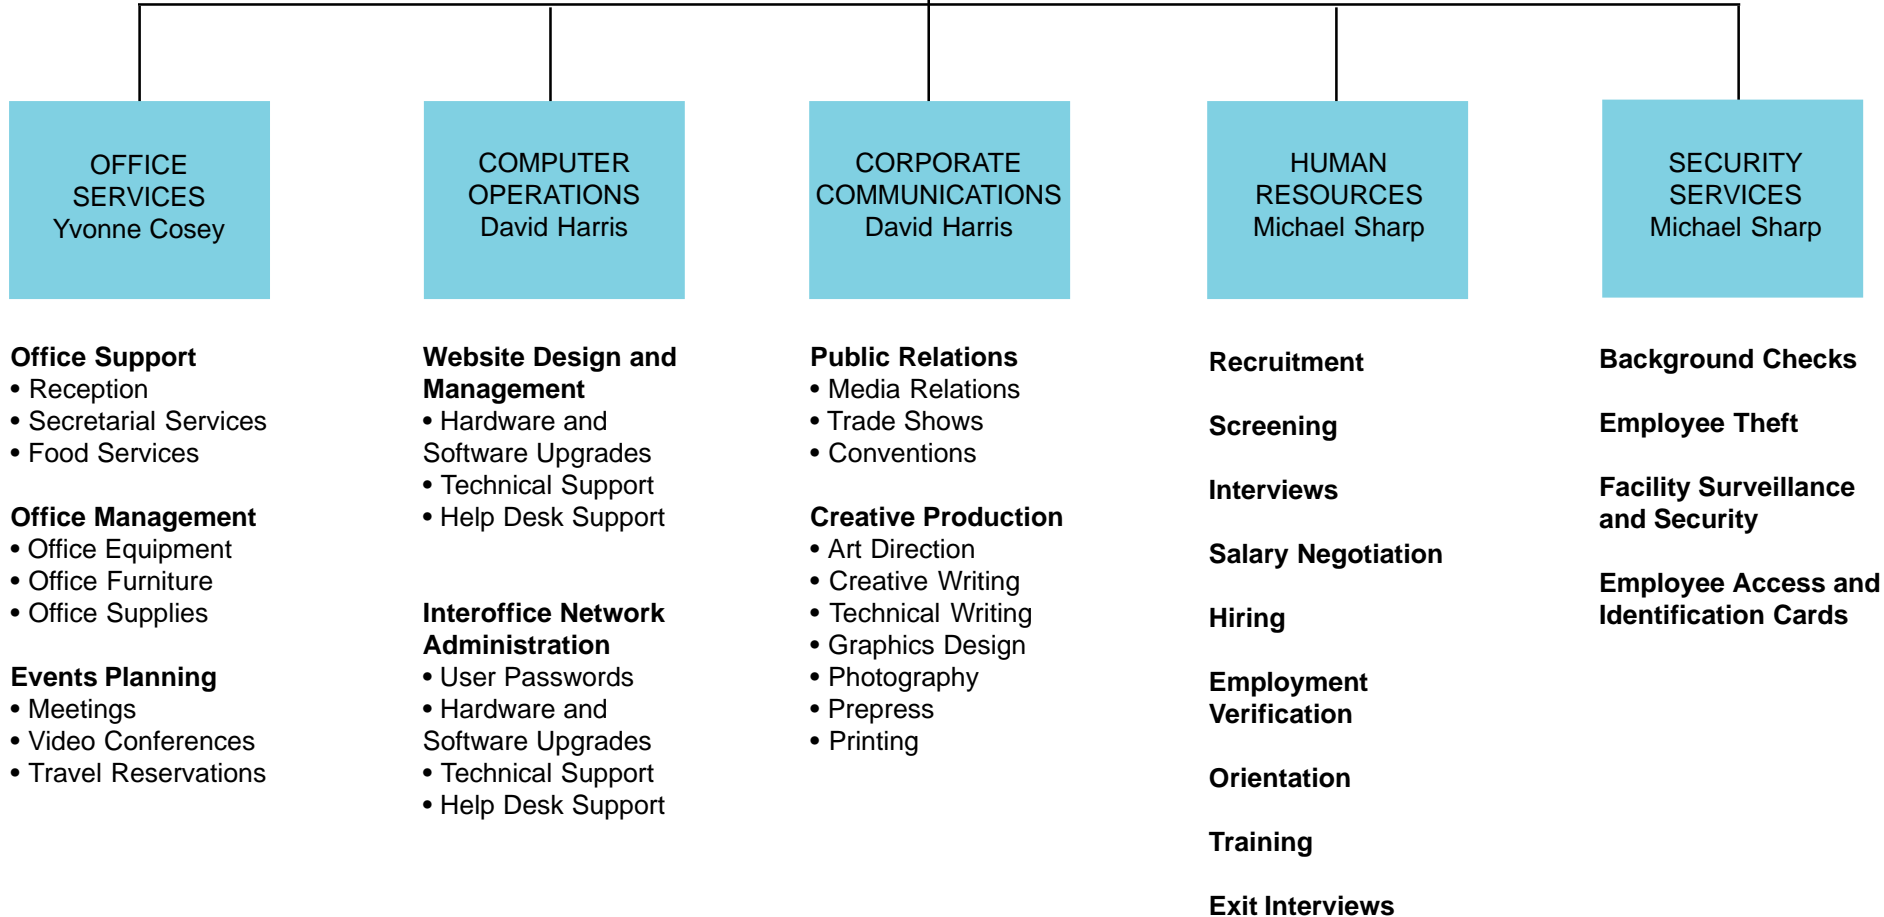 OFFICE
SERVICES
Yvonne Cosey
COMPUTER
OPERATIONS
David Harris
CORPORATE
COMMUNICATIONS
David Harris
HUMAN
RESOURCES
Michael Sharp
SECURITY
SERVICES
Michael Sharp
Office Support
• Reception
• Secretarial Services
• Food Services
Office Management
• Office Equipment
• Office Furniture
• Office Supplies
Events Planning
• Meetings
• Video Conferences
• Travel Reservations
Website Design and
Management
• Hardware and
Software Upgrades
• Technical Support
• Help Desk Support
Interoffice Network
Administration
• User Passwords
• Hardware and
Software Upgrades
• Technical Support
• Help Desk Support
Public Relations
• Media Relations
• Trade Shows
• Conventions
Creative Production
• Art Direction
• Creative Writing
• Technical Writing
• Graphics Design
• Photography
• Prepress
• Printing
Recruitment
Screening
Interviews
Salary Negotiation
Hiring
Employment
Verification
Orientation
Training
Exit Interviews
Background Checks
Employee Theft
Facility Surveillance
and Security
Employee Access and
Identification Cards